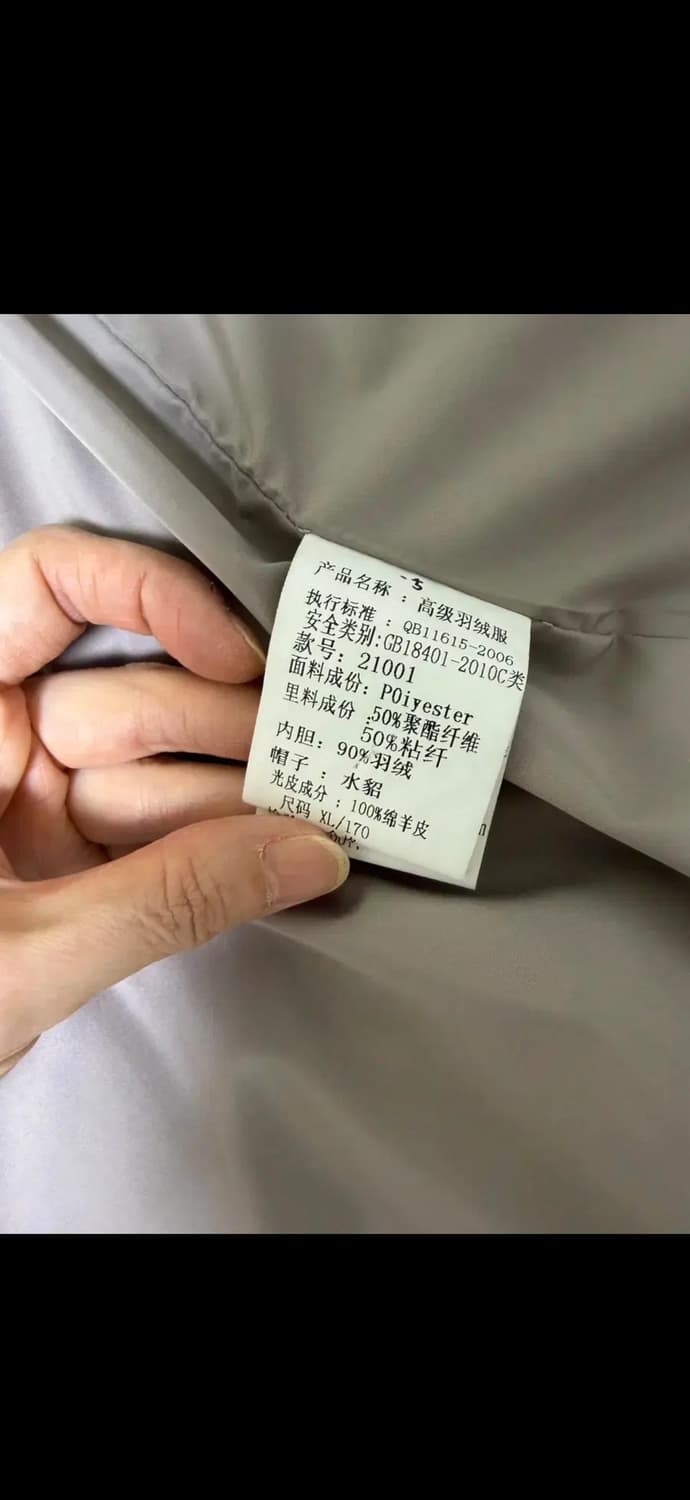 产品名称：高级羽绒服
执行标准：QB11615-2006
安全类别:GB18401-2010C类
款号：21001
面料成份：P0iyester
里料成份：50%聚酯纤维
50%粘纤
内胆：90%羽绒
帽子：水貂
光皮成分；100%绵羊皮
尺码 XL/170